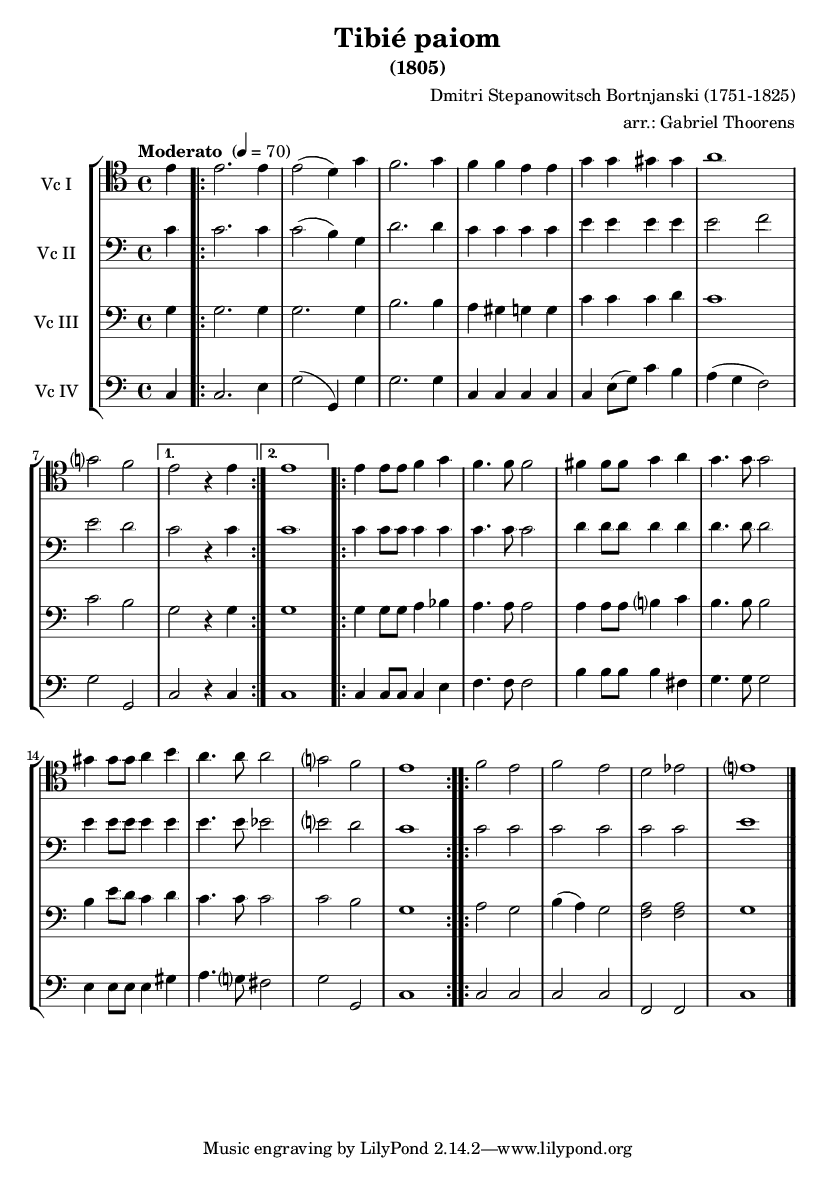 Tibié paiom
(1805)
Dmitri Stepanowitsch Bortnjanski (1751-1825)
arr.: Gabriel Thoorens
Moderato (♩ = 70)
Vc I
Vc II
Vc III
Vc IV
7
1.
2.
14
Music engraving by LilyPond 2.14.2—www.lilypond.org